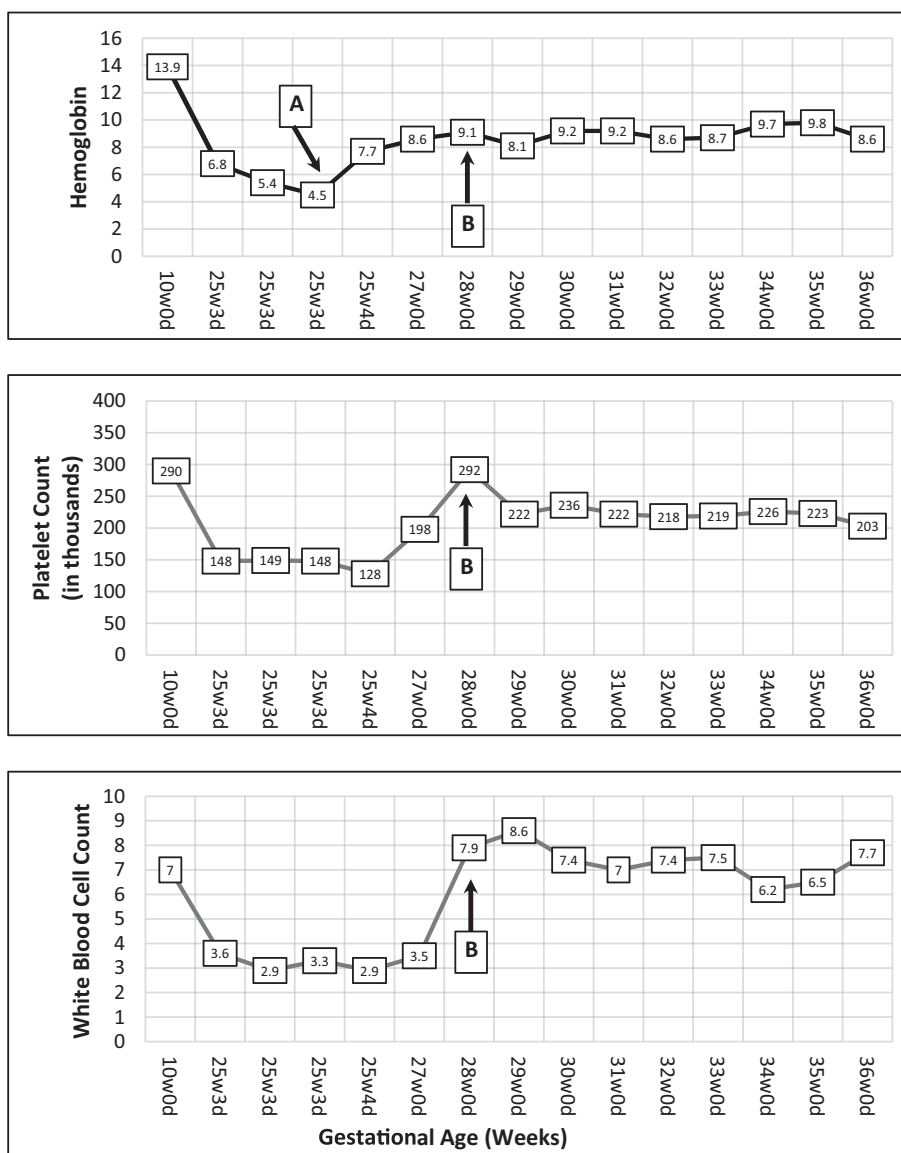 Hemoglobin
16
14
12
10
8
6
4
2
0
13.9
6.8
5.4
4.5
7.7
8.6
9.1
8.1
9.2
9.2
8.6
8.7
9.7
9.8
8.6
A
B
10w0d
25w3d
25w3d
25w3d
25w4d
27w0d
28w0d
29w0d
30w0d
31w0d
32w0d
33w0d
34w0d
35w0d
36w0d
Platelet Count
(in thousands)
400
350
300
250
200
150
100
50
0
290
148
149
148
128
198
292
222
236
222
218
219
226
223
203
B
10w0d
25w3d
25w3d
25w3d
25w4d
27w0d
28w0d
29w0d
30w0d
31w0d
32w0d
33w0d
34w0d
35w0d
36w0d
White Blood Cell Count
10
9
8
7
6
5
4
3
2
1
0
7
3.6
2.9
3.3
2.9
3.5
7.9
8.6
7.4
7
7.4
7.5
6.2
6.5
7.7
B
10w0d
25w3d
25w3d
25w3d
25w4d
27w0d
28w0d
29w0d
30w0d
31w0d
32w0d
33w0d
34w0d
35w0d
36w0d
Gestational Age (Weeks)